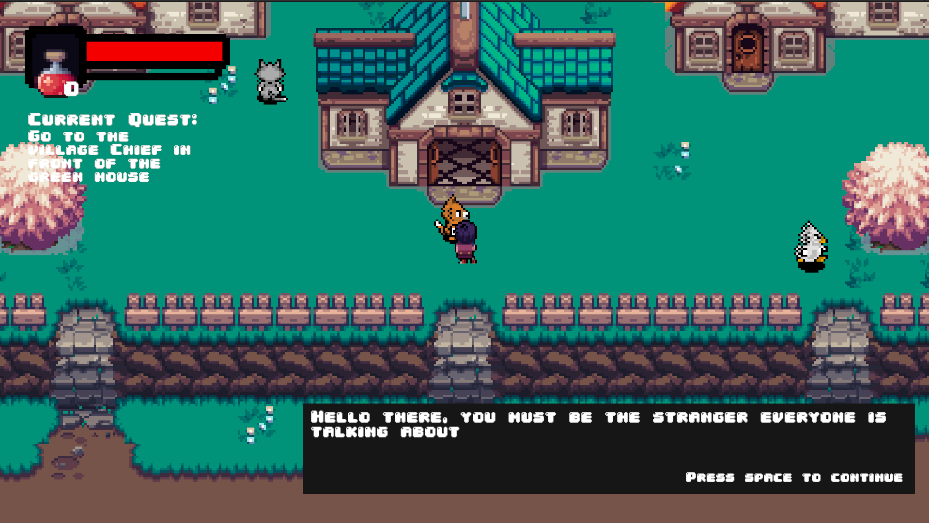 0
Current Quest:
Go to the
village Chief in
front of the
green house
Hello there, you must be the stranger everyone is
talking about
Press space to continue